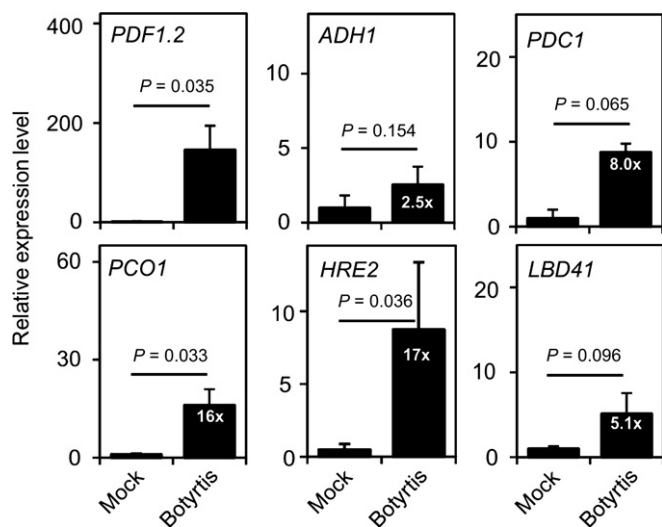 Relative expression level
400
200
0
PDF1.2
P = 0.035
10
5
0
ADH1
P = 0.154
2.5x
20
10
0
PDC1
P = 0.065
8.0x
60
30
0
PCO1
P = 0.033
16x
Mock
Botyrtis
10
5
0
HRE2
P = 0.036
17x
Mock
Botyrtis
20
10
0
LBD41
P = 0.096
5.1x
Mock
Botyrtis